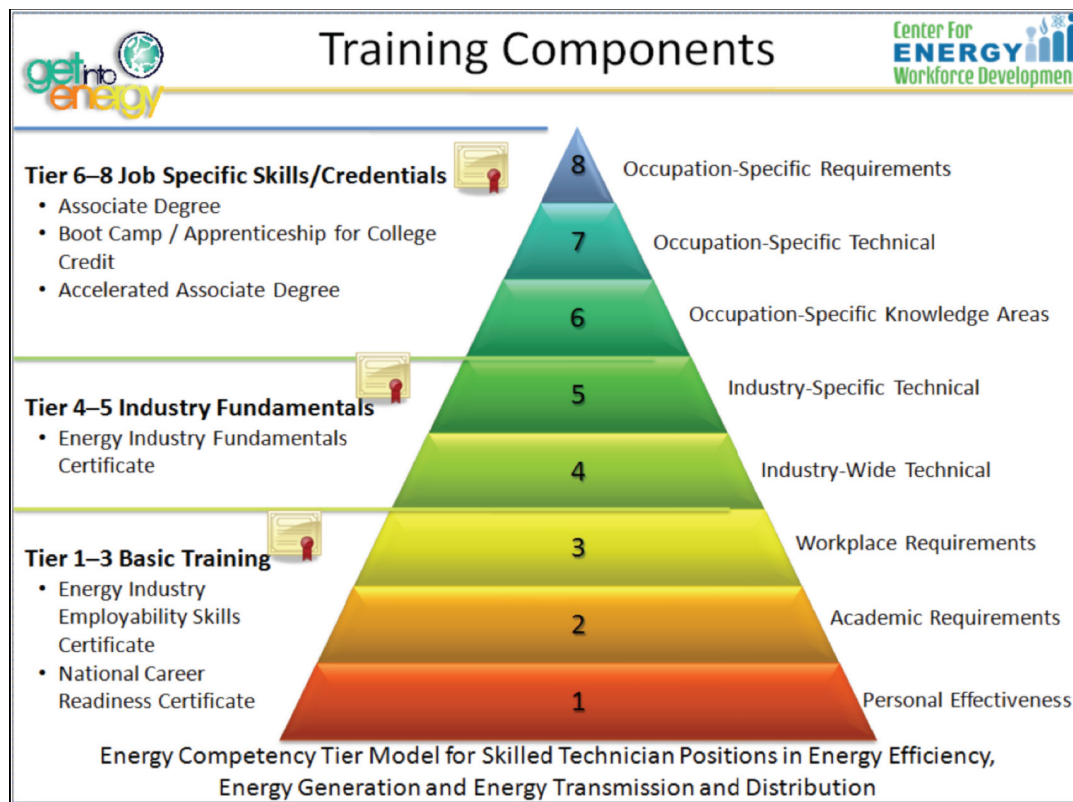 get into
energy
Training Components
Center For
ENERGY
Workforce Development
Tier 6–8 Job Specific Skills/Credentials
• Associate Degree
• Boot Camp / Apprenticeship for College
Credit
• Accelerated Associate Degree
Tier 4–5 Industry Fundamentals
• Energy Industry Fundamentals
Certificate
Tier 1–3 Basic Training
• Energy Industry
Employability Skills
Certificate
• National Career
Readiness Certificate
8 Occupation-Specific Requirements
7 Occupation-Specific Technical
6 Occupation-Specific Knowledge Areas
5 Industry-Specific Technical
4 Industry-Wide Technical
3 Workplace Requirements
2 Academic Requirements
1 Personal Effectiveness
Energy Competency Tier Model for Skilled Technician Positions in Energy Efficiency,
Energy Generation and Energy Transmission and Distribution